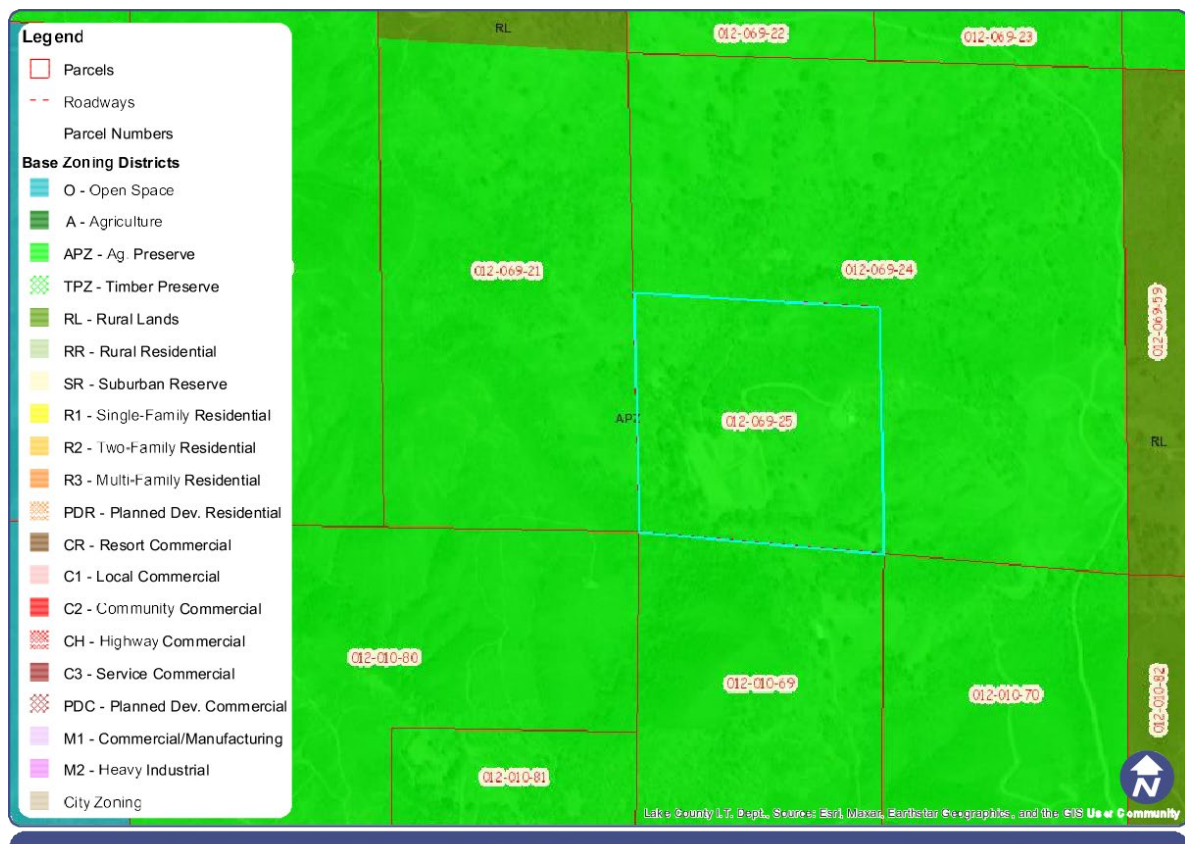 Legend
Parcels
Roadways
Parcel Numbers
Base Zoning Districts
O - Open Space
A - Agriculture
APZ - Ag. Preserve
TPZ - Timber Preserve
RL - Rural Lands
RR - Rural Residential
SR - Suburban Reserve
R1 - Single-Family Residential
R2 - Two-Family Residential
R3 - Multi-Family Residential
PDR - Planned Dev. Residential
CR - Resort Commercial
C1 - Local Commercial
C2 - Community Commercial
CH - Highway Commercial
C3 - Service Commercial
PDC - Planned Dev. Commercial
M1 - Commercial/Manufacturing
M2 - Heavy Industrial
City Zoning
RL
012-069-22
012-069-23
012-069-21
012-069-24
012-069-59
APZ
012-069-25
RL
012-010-80
012-010-69
012-010-70
012-010-82
012-010-81
N
Lake County I.T. Dept., Source: Esri, Maxar, Earthstar Geographics, and the GIS User Community